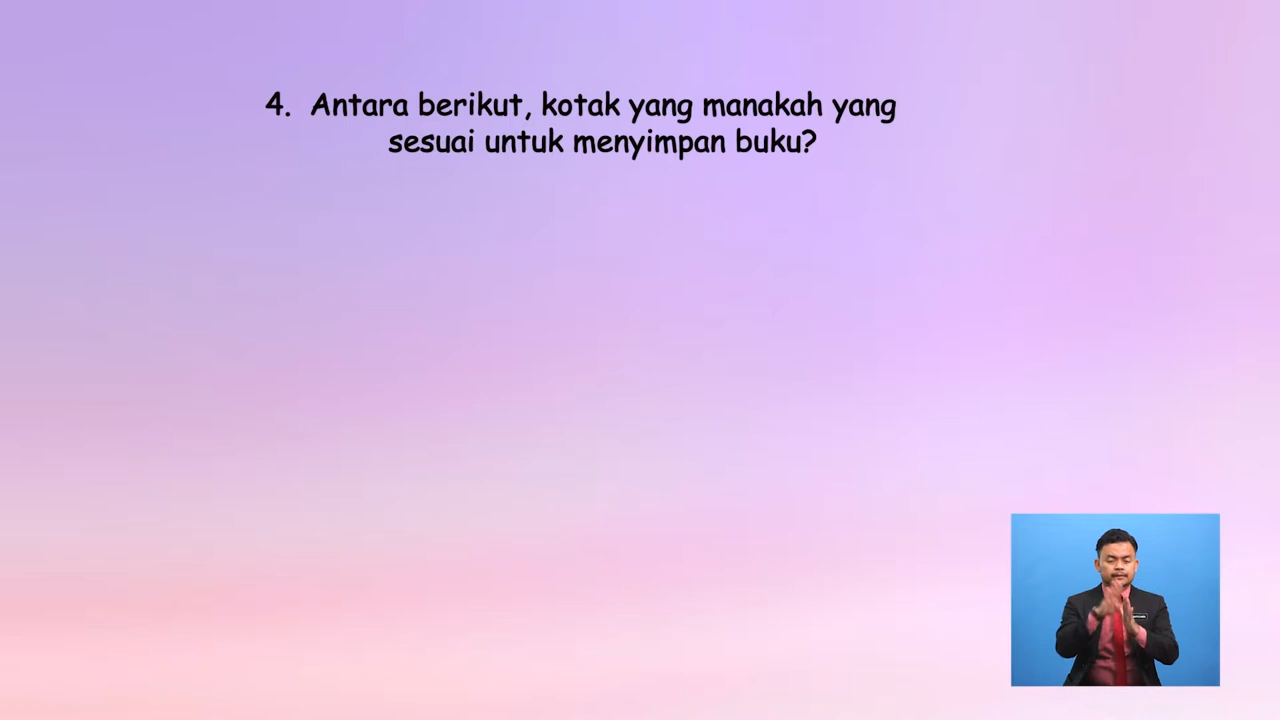 4. Antara berikut, kotak yang manakah yang
sesuai untuk menyimpan buku?